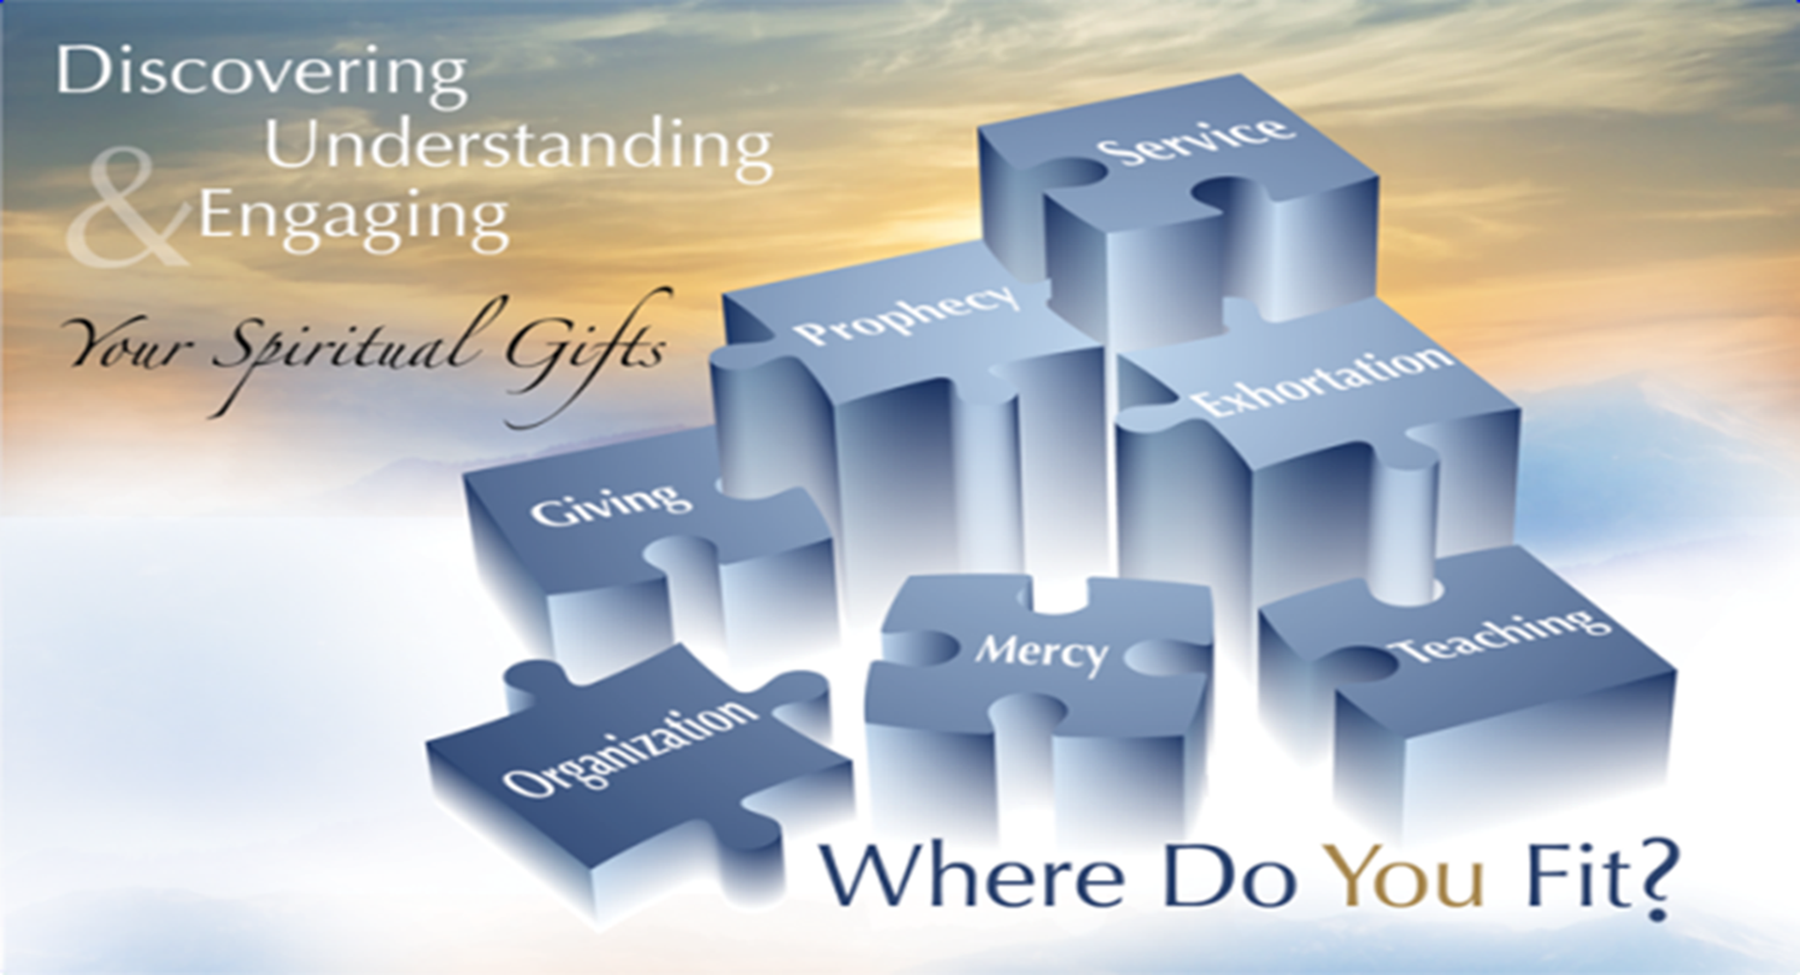 Discovering
Understanding
& Engaging
Your Spiritual Gifts
Service
Prophecy
Exhortation
Giving
Mercy
Teaching
Organization
Where Do You Fit?